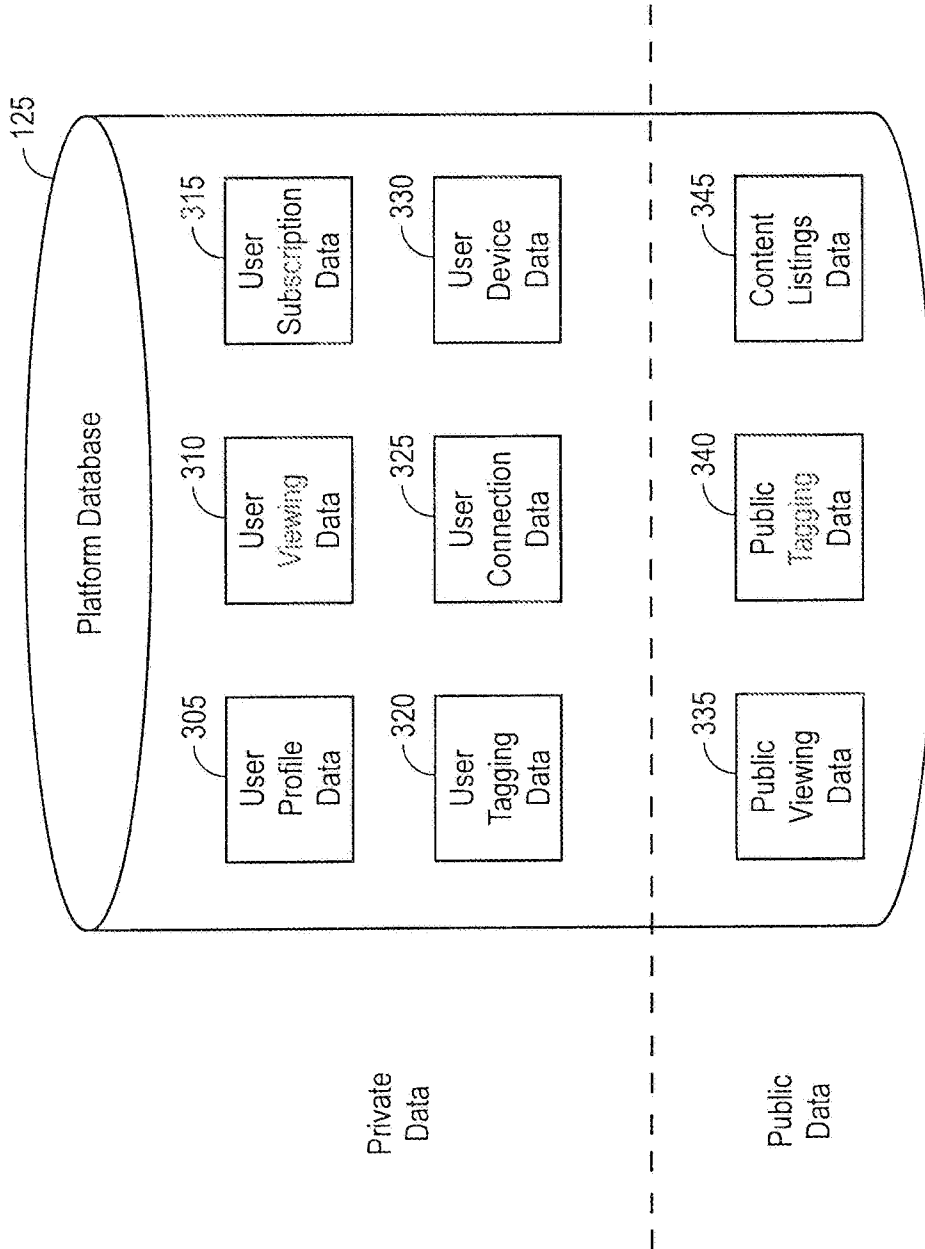 125
Platform Database
305
User
Profile
Data
310
User
Viewing
Data
315
User
Subscription
Data
320
User
Tagging
Data
325
User
Connection
Data
330
User
Device
Data
Private
Data
335
Public
Viewing
Data
340
Public
Tagging
Data
345
Content
Listings
Data
Public
Data